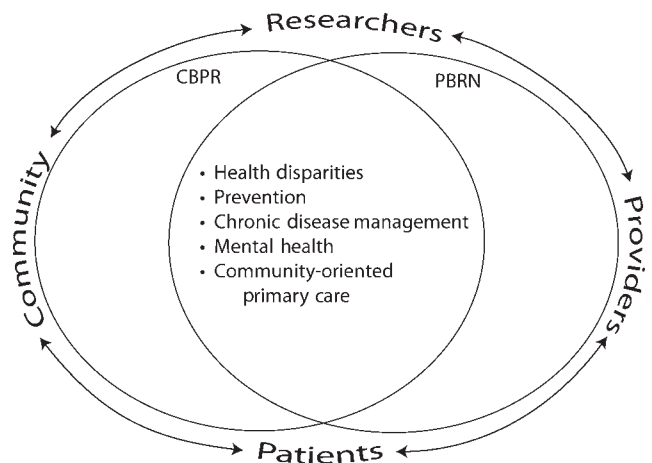 Researchers
CBPR
PBRN
Community
• Health disparities
• Prevention
• Chronic disease management
• Mental health
• Community-oriented
primary care
Providers
Patients